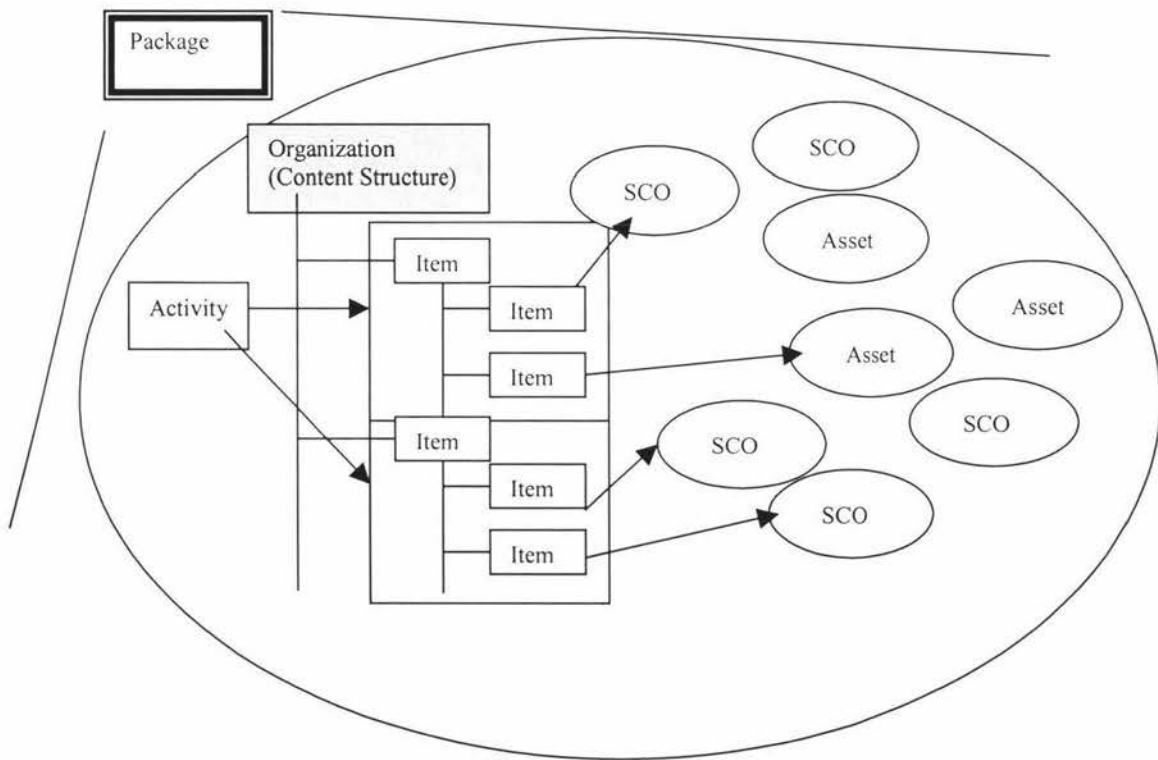 Package
Organization
(Content Structure)
SCO
SCO
Asset
Item
Activity
Item
Asset
Item
Asset
Item
SCO
SCO
Item
SCO
Item